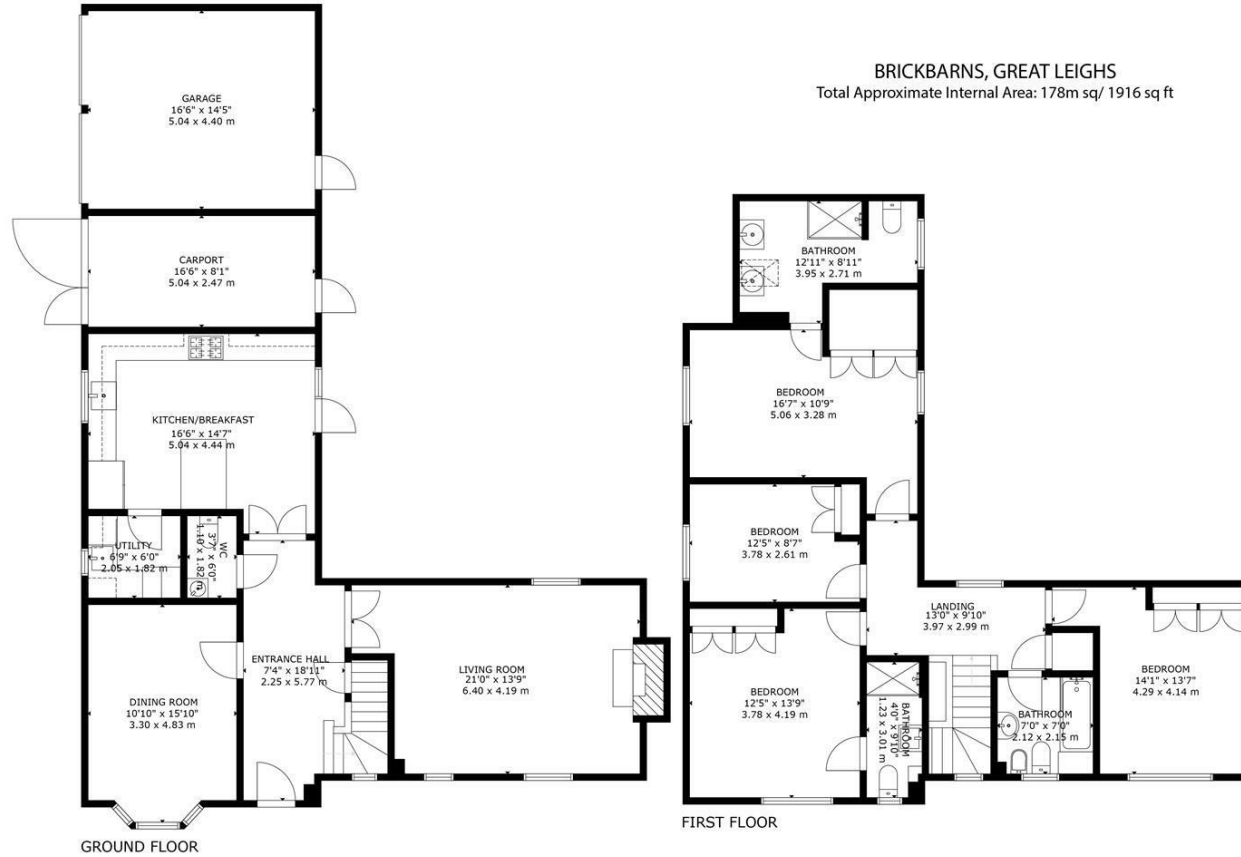 BRICKBARNS, GREAT LEIGHS
Total Approximate Internal Area: 178m sq/ 1916 sq ft
GARAGE
16'6" x 14'5"
5.04 x 4.40 m
CARPORT
16'6" x 8'1"
5.04 x 2.47 m
KITCHEN/BREAKFAST
16'6" x 14'7"
5.04 x 4.44 m
UTILITY
6'9" x 6'0"
2.05 x 1.82 m
WC
3'7" x 6'0"
1.10 x 1.82 m
ENTRANCE HALL
7'4" x 18'11"
2.25 x 5.77 m
LIVING ROOM
21'0" x 13'9"
6.40 x 4.19 m
DINING ROOM
10'10" x 15'10"
3.30 x 4.83 m
GROUND FLOOR
BATHROOM
12'11" x 8'11"
3.95 x 2.71 m
BEDROOM
16'7" x 10'9"
5.06 x 3.28 m
BEDROOM
12'5" x 8'7"
3.78 x 2.61 m
LANDING
13'0" x 9'10"
3.97 x 2.99 m
BEDROOM
14'1" x 13'7"
4.29 x 4.14 m
BEDROOM
12'5" x 13'9"
3.78 x 4.19 m
BATHROOM
4'0" x 9'10"
1.23 x 3.01 m
BATHROOM
7'0" x 7'0"
2.12 x 2.15 m
FIRST FLOOR